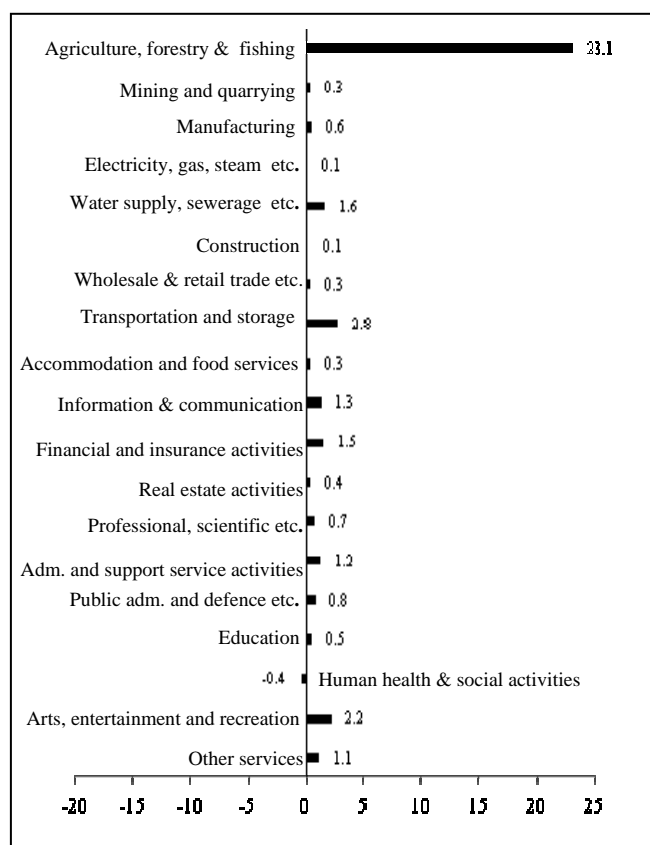 Agriculture, forestry & fishing 23.1
Mining and quarrying 0.3
Manufacturing 0.6
Electricity, gas, steam etc. 0.1
Water supply, sewerage etc. 1.6
Construction 0.1
Wholesale & retail trade etc. 0.3
Transportation and storage 2.8
Accommodation and food services 0.3
Information & communication 1.3
Financial and insurance activities 1.5
Real estate activities 0.4
Professional, scientific etc. 0.7
Adm. and support service activities 1.2
Public adm. and defence etc. 0.8
Education 0.5
-0.4 Human health & social activities
Arts, entertainment and recreation 2.2
Other services 1.1
-20 -15 -10 -5 0 5 10 15 20 25